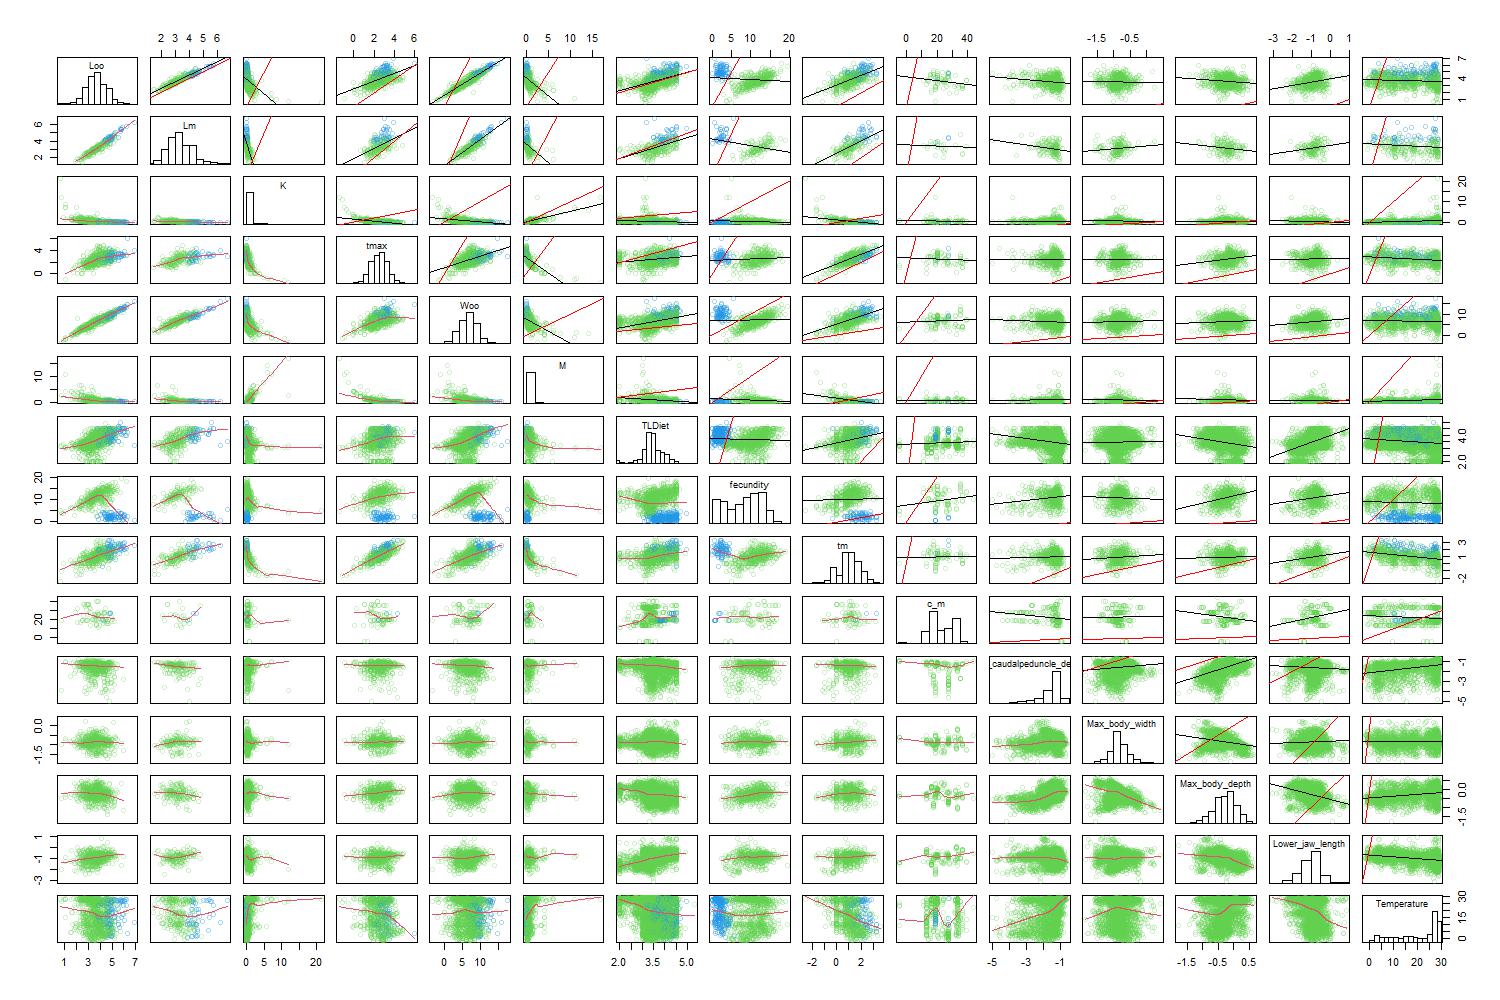 2 3 4 5 6
0 2 4 6
0 5 10 15
0 5 10 20
0 20 40
-1.5 -0.5
-3 -2 -1 0 1
Loo
1 4 7
Lm
2 4 6
K
0 10 20
tmax
0 4
Woo
0 10
M
0 10
TLDiet
2.0 4.0
fecundity
0 10 20
tm
-2 1 3
c_m
0 20
caudalpeduncle_de
-5 -3 -1
Max_body_width
-1.5 0.0
Max_body_depth
-1.5 0.0
Lower_jaw_length
-3 -1 1
Temperature
0 15 30
1 3 5 7
0 5 10 20
0 5 10
2.0 3.5 5.0
-2 0 2
-5 -3 -1
-1.5 -0.5 0.5
0 10 20 30